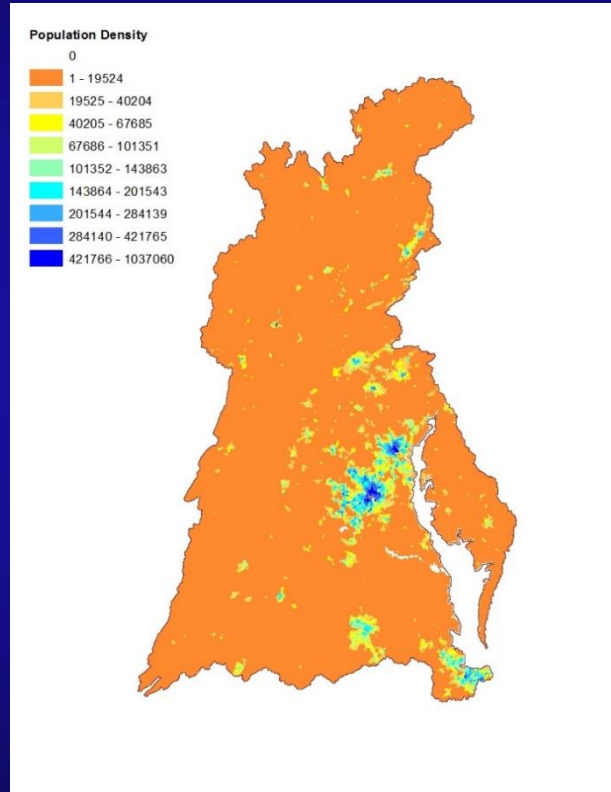 Population Density
0
1 - 19524
19525 - 40204
40205 - 67685
67686 - 101351
101352 - 143863
143864 - 201543
201544 - 284139
284140 - 421765
421766 - 1037060